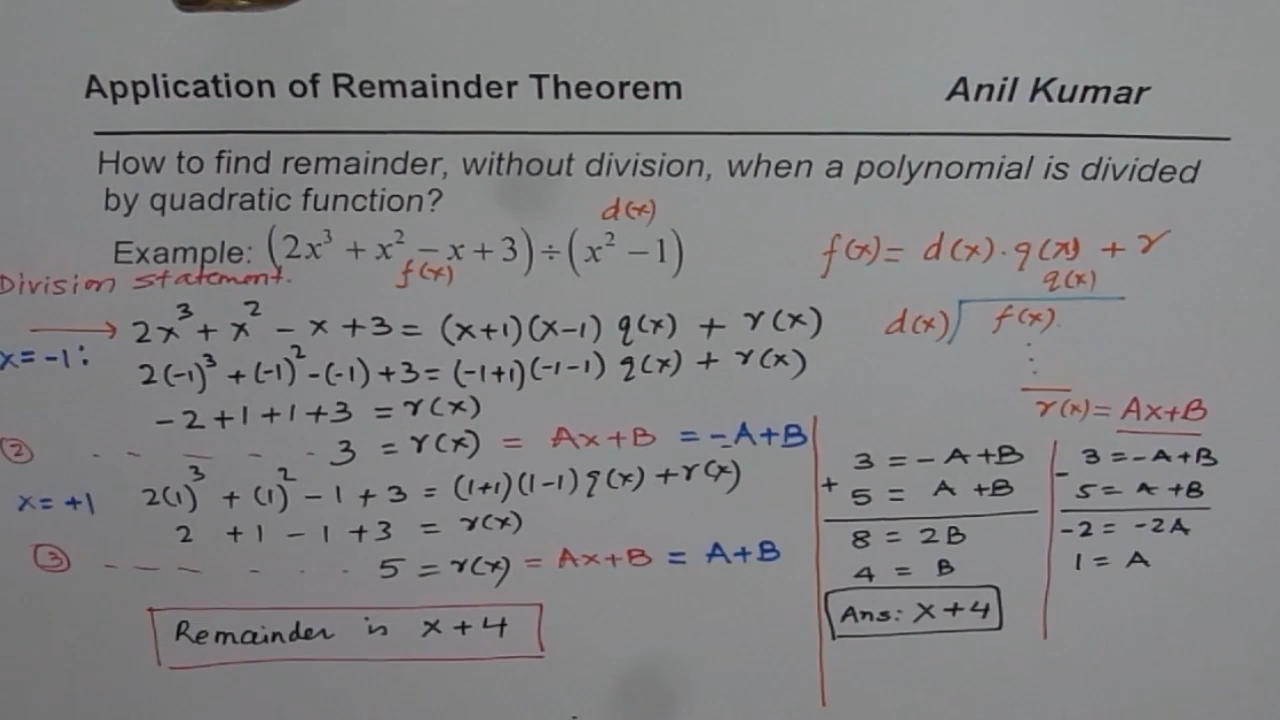 Application of Remainder Theorem Anil Kumar
How to find remainder, without division, when a polynomial is divided
by quadratic function?
d(x)
Example: (2x³ + x² − x + 3) ÷ (x² − 1)
f(x)
f(x) = d(x)·q(x) + r
Division statement.
q(x)
d(x) f(x)
⋮
r(x) = Ax+B
→ 2x³ + x² − x + 3 = (x+1)(x−1) q(x) + r(x)
x = −1: 2(−1)³ + (−1)² − (−1) + 3 = (−1+1)(−1−1) q(x) + r(x)
−2 + 1 + 1 + 3 = r(x)
② - - - - - 3 = r(x) = Ax+B = −A+B
x = +1 2(1)³ + (1)² − 1 + 3 = (1+1)(1−1) q(x) + r(x)
2 + 1 − 1 + 3 = r(x)
③ - - - - - 5 = r(x) = Ax+B = A+B
Remainder is x + 4
3 = −A + B
+ 5 = A + B
8 = 2B
4 = B
Ans: x + 4
3 = −A + B
− 5 = A + B
−2 = −2A
1 = A